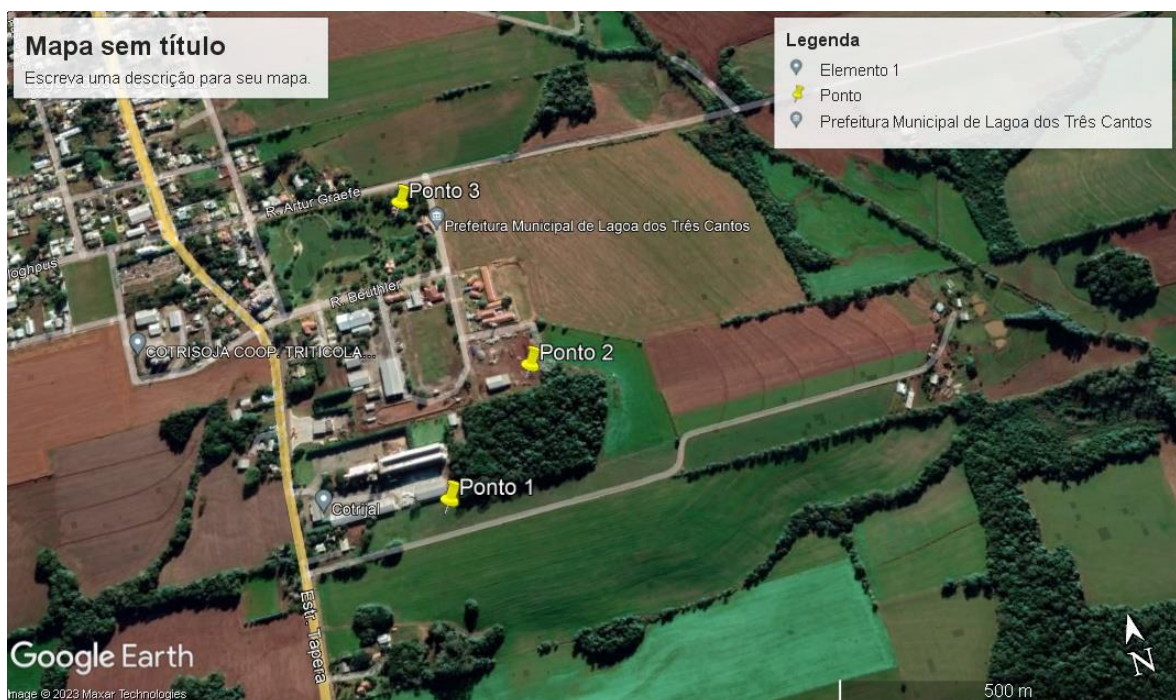 Mapa sem título
Escreva uma descrição para seu mapa.
Legenda
Elemento 1
Ponto
Prefeitura Municipal de Lagoa dos Três Cantos
Ponto 3
R. Artur Graefe
Prefeitura Municipal de Lagoa dos Três Cantos
R. Beuthler
COTRISOJA COOP. TRITICOLA...
Ponto 2
Ponto 1
Cotrijal
Estr. Tapera
Google Earth
Image © 2023 Maxar Technologies
N
500 m